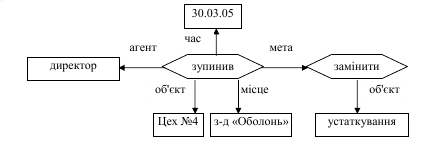 30.03.05
агент
час
мета
директор
зупинив
замінити
об'єкт
місце
об'єкт
Цех №4
з-д «Оболонь»
устаткування